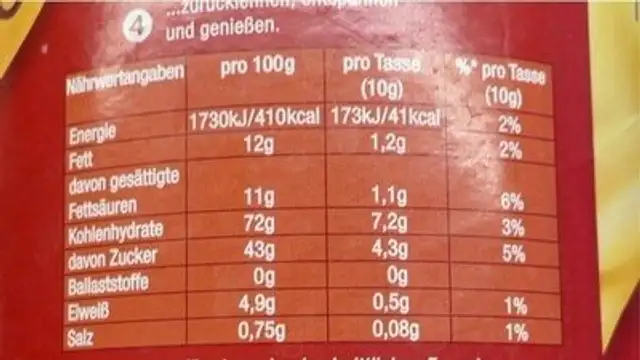 ...zurücklehnen, entspannen
4 und genießen.
Nährwertangaben pro 100g pro Tasse (10g) %* pro Tasse (10g)
Energie 1730kJ/410kcal 173kJ/41kcal 2%
Fett 12g 1,2g 2%
davon gesättigte
Fettsäuren 11g 1,1g 6%
Kohlenhydrate 72g 7,2g 3%
davon Zucker 43g 4,3g 5%
Ballaststoffe 0g 0g
Eiweiß 4,9g 0,5g 1%
Salz 0,75g 0,08g 1%